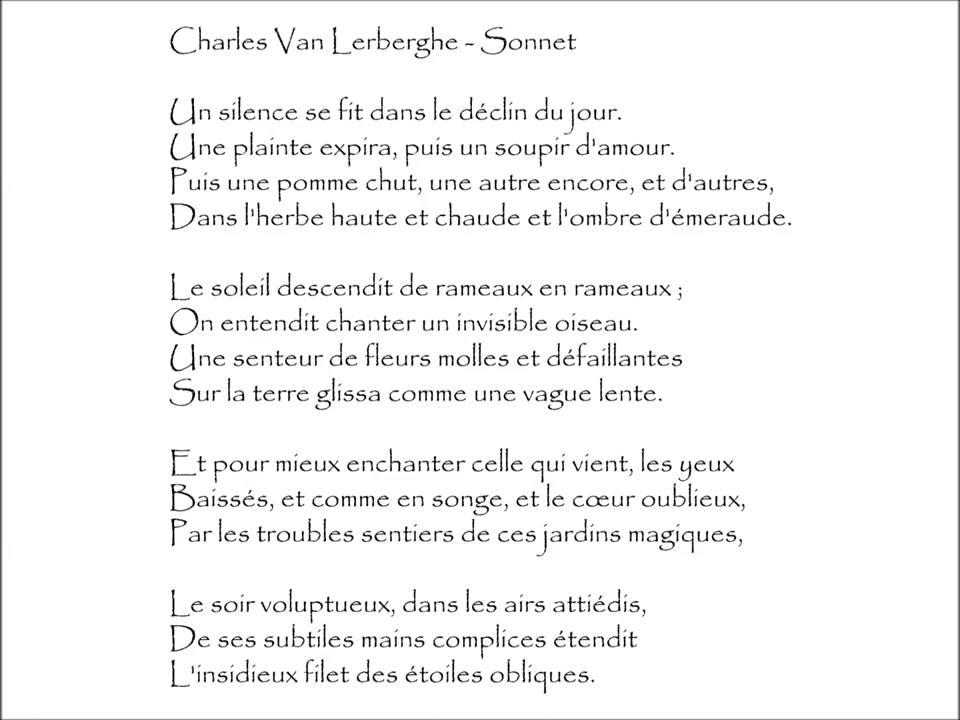 Charles Van Lerberghe - Sonnet
Un silence se fit dans le déclin du jour.
Une plainte expira, puis un soupir d'amour.
Puis une pomme chut, une autre encore, et d'autres,
Dans l'herbe haute et chaude et l'ombre d'émeraude.
Le soleil descendit de rameaux en rameaux ;
On entendit chanter un invisible oiseau.
Une senteur de fleurs molles et défaillantes
Sur la terre glissa comme une vague lente.
Et pour mieux enchanter celle qui vient, les yeux
Baissés, et comme en songe, et le cœur oublieux,
Par les troubles sentiers de ces jardins magiques,
Le soir voluptueux, dans les airs attiédis,
De ses subtiles mains complices étendit
L'insidieux filet des étoiles obliques.